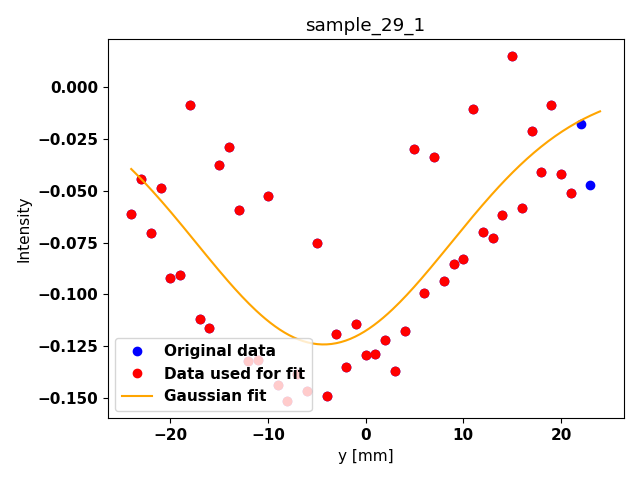 sample_29_1
0.000
−0.025
−0.050
−0.075
−0.100
−0.125
−0.150
Intensity
Original data
Data used for fit
Gaussian fit
−20
−10
0
10
20
y [mm]